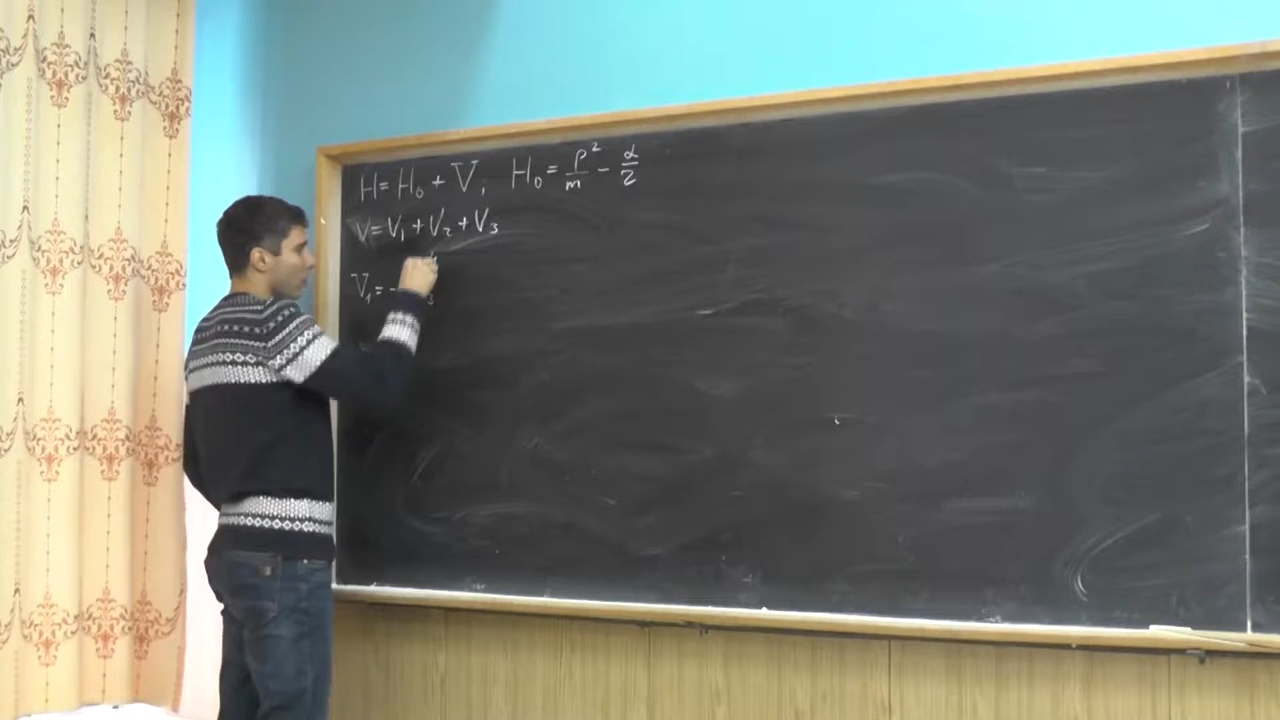 H = H₀ + V, H₀ = p²/m - α/2
V = V₁ + V₂ + V₃
V₁ = -